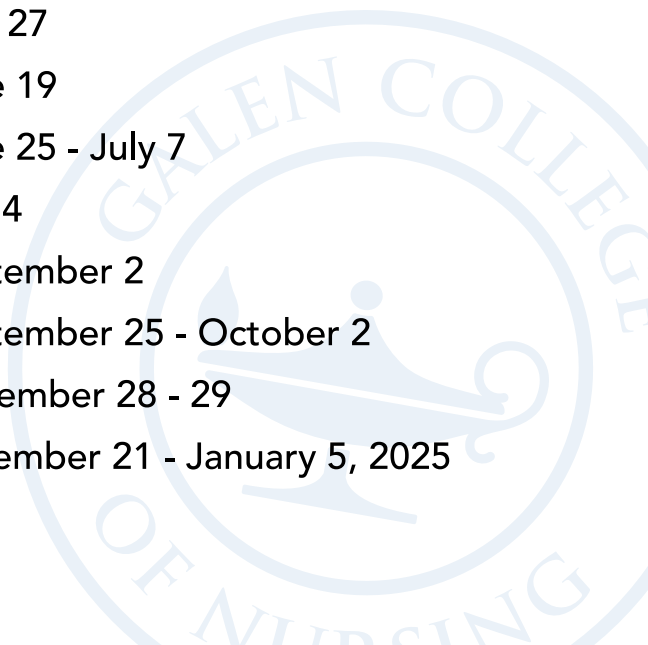 27
e 19
e 25 - July 7
4
tember 2
tember 25 - October 2
ember 28 - 29
ember 21 - January 5, 2025
GALEN COLLEGE
OF NURSING